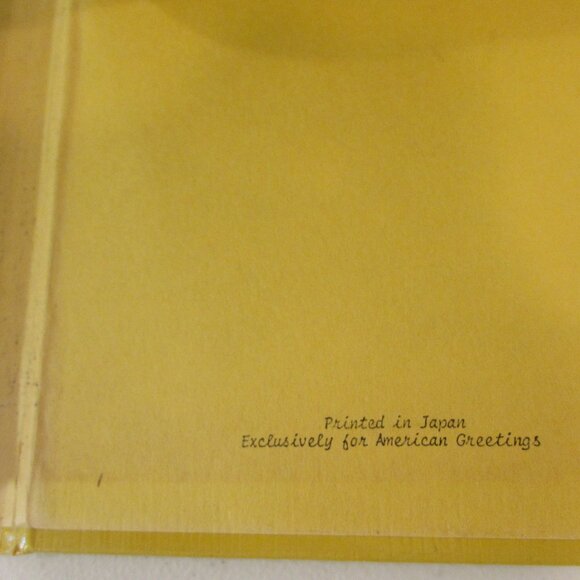 Printed in Japan
Exclusively for American Greetings